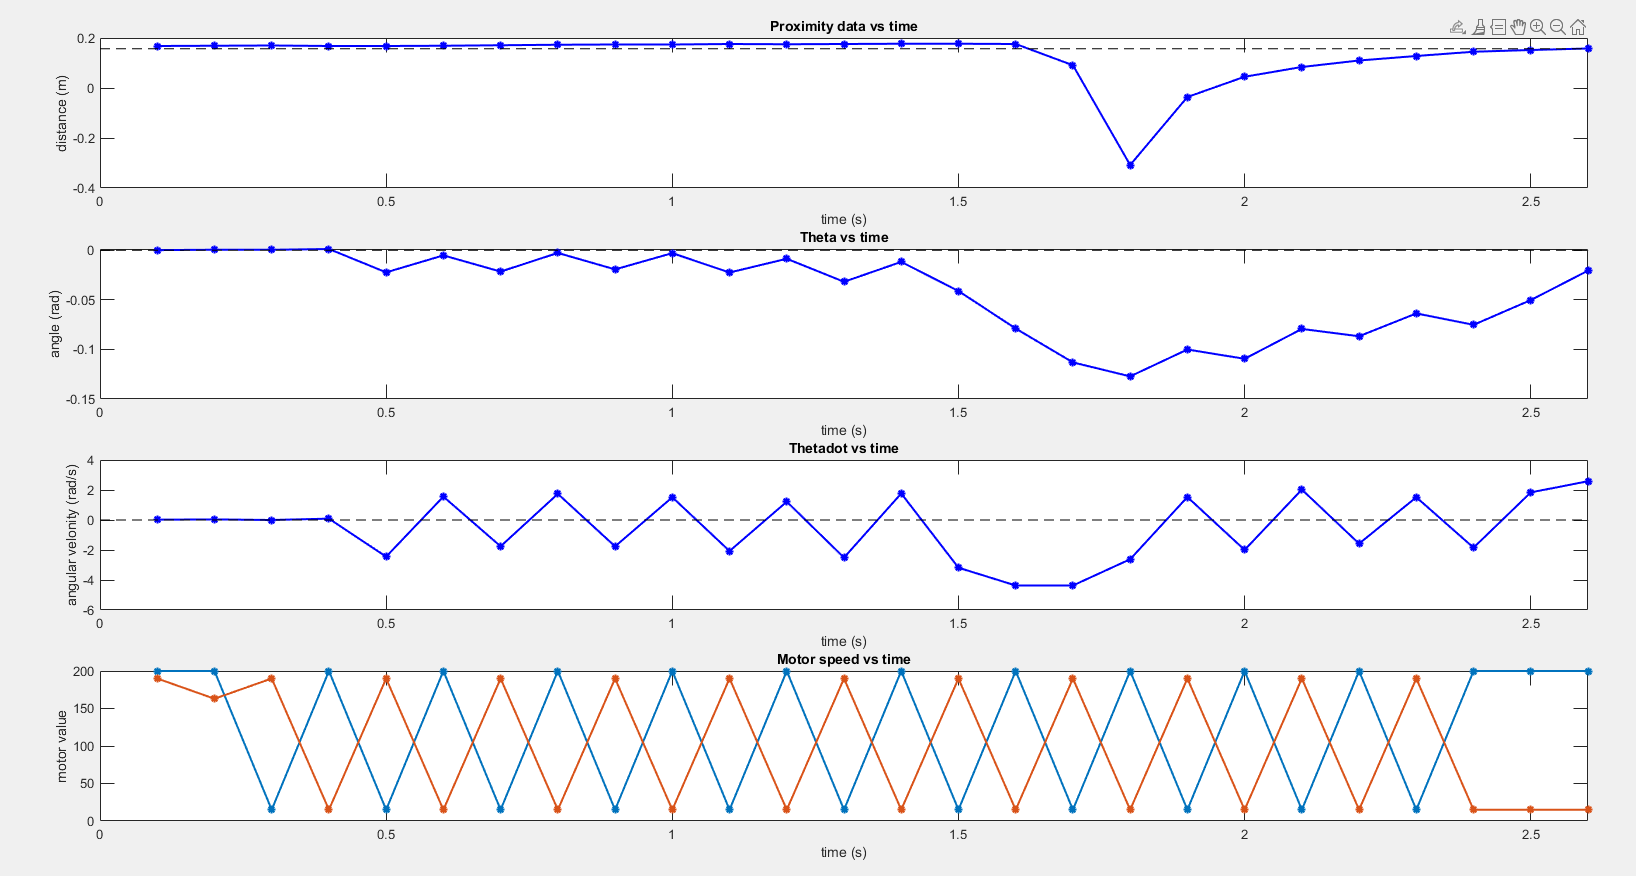 Proximity data vs time
distance (m)
0.2
0
-0.2
-0.4
0 0.5 1 1.5 2 2.5
time (s)
Theta vs time
angle (rad)
0
-0.05
-0.1
-0.15
0 0.5 1 1.5 2 2.5
time (s)
Thetadot vs time
angular velonity (rad/s)
4
2
0
-2
-4
-6
0 0.5 1 1.5 2 2.5
time (s)
Motor speed vs time
motor value
200
150
100
50
0
0 0.5 1 1.5 2 2.5
time (s)